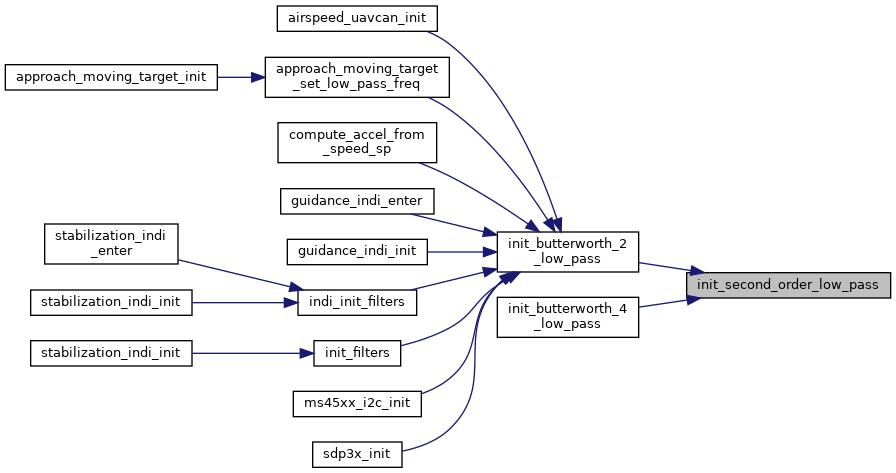 airspeed_uavcan_init
approach_moving_target_init
approach_moving_target
_set_low_pass_freq
compute_accel_from
_speed_sp
guidance_indi_enter
stabilization_indi
_enter
guidance_indi_init
init_butterworth_2
_low_pass
init_second_order_low_pass
stabilization_indi_init
indi_init_filters
init_butterworth_4
_low_pass
stabilization_indi_init
init_filters
ms45xx_i2c_init
sdp3x_init